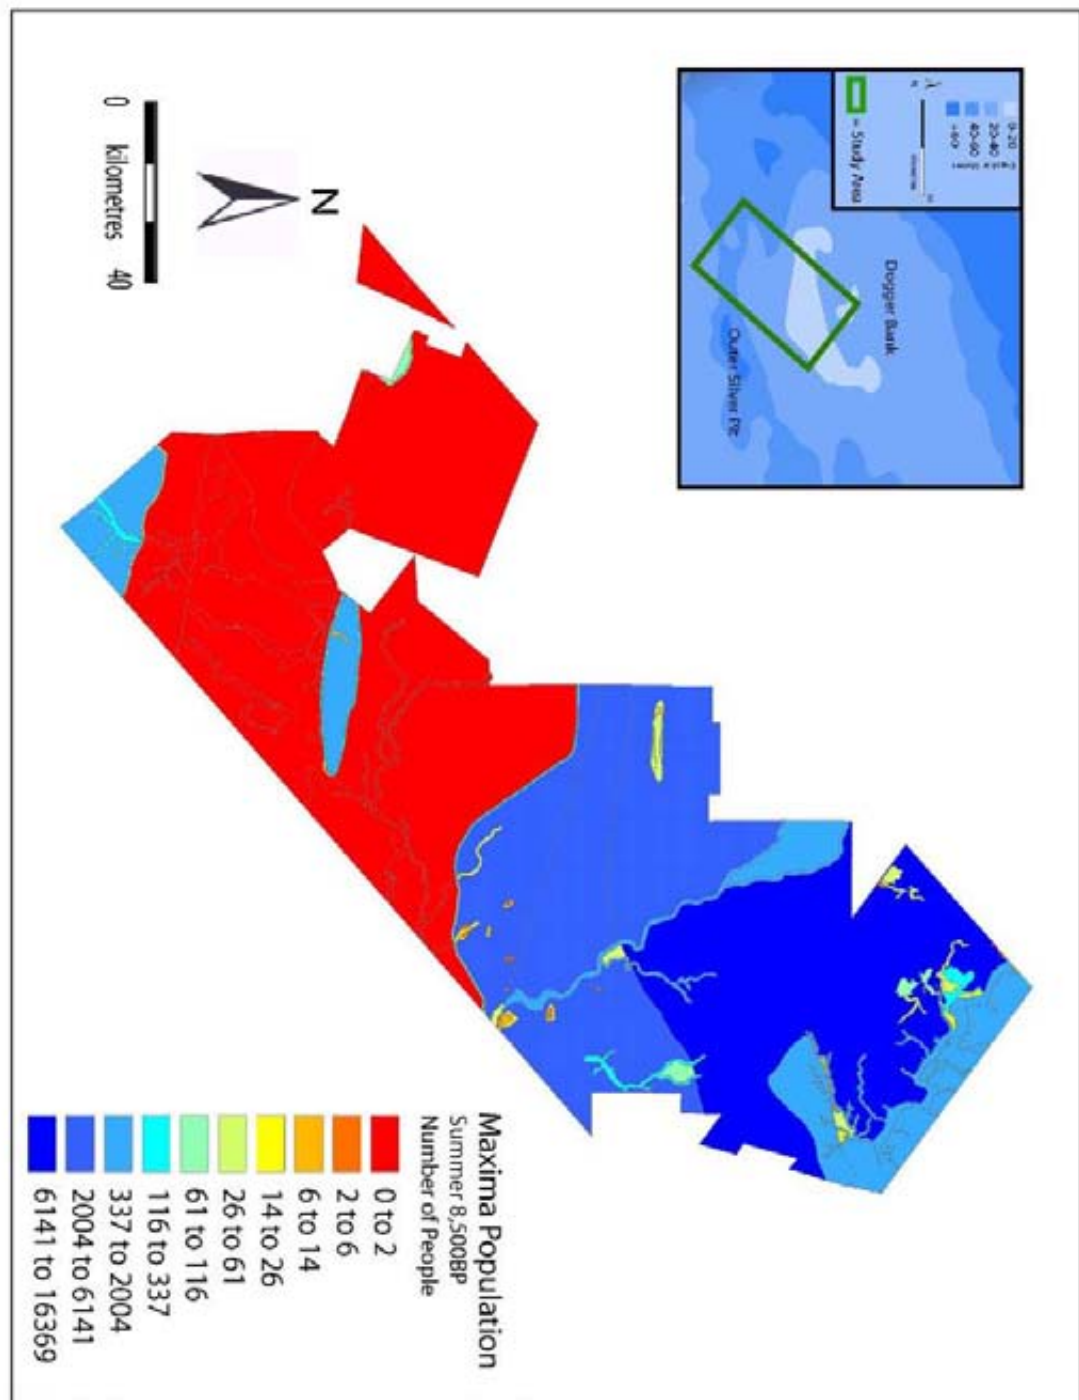 0-20
20-40
40-60
N
= Study Area
Dogger Bank
Outer Silver Pit
N
0 kilometres 40
Maxima Population
Summer 8,500BP
Number of People
0 to 2
2 to 6
6 to 14
14 to 26
26 to 61
61 to 116
116 to 337
337 to 2004
2004 to 6141
6141 to 16369